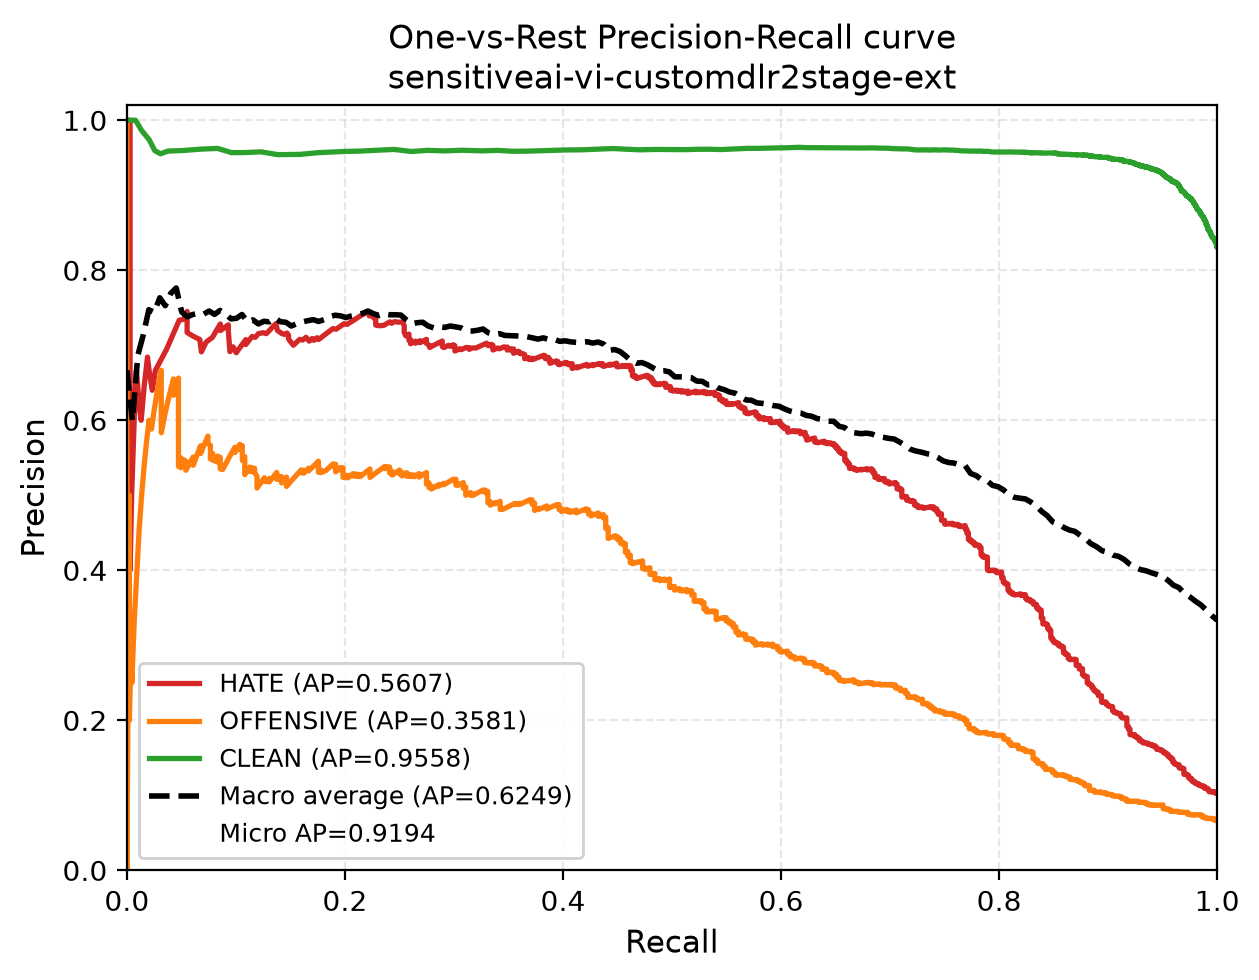 One-vs-Rest Precision-Recall curve
sensitiveai-vi-customdlr2stage-ext
1.0
0.8
0.6
0.4
0.2
0.0
Precision
HATE (AP=0.5607)
OFFENSIVE (AP=0.3581)
CLEAN (AP=0.9558)
Macro average (AP=0.6249)
Micro AP=0.9194
0.0 0.2 0.4 0.6 0.8 1.0
Recall